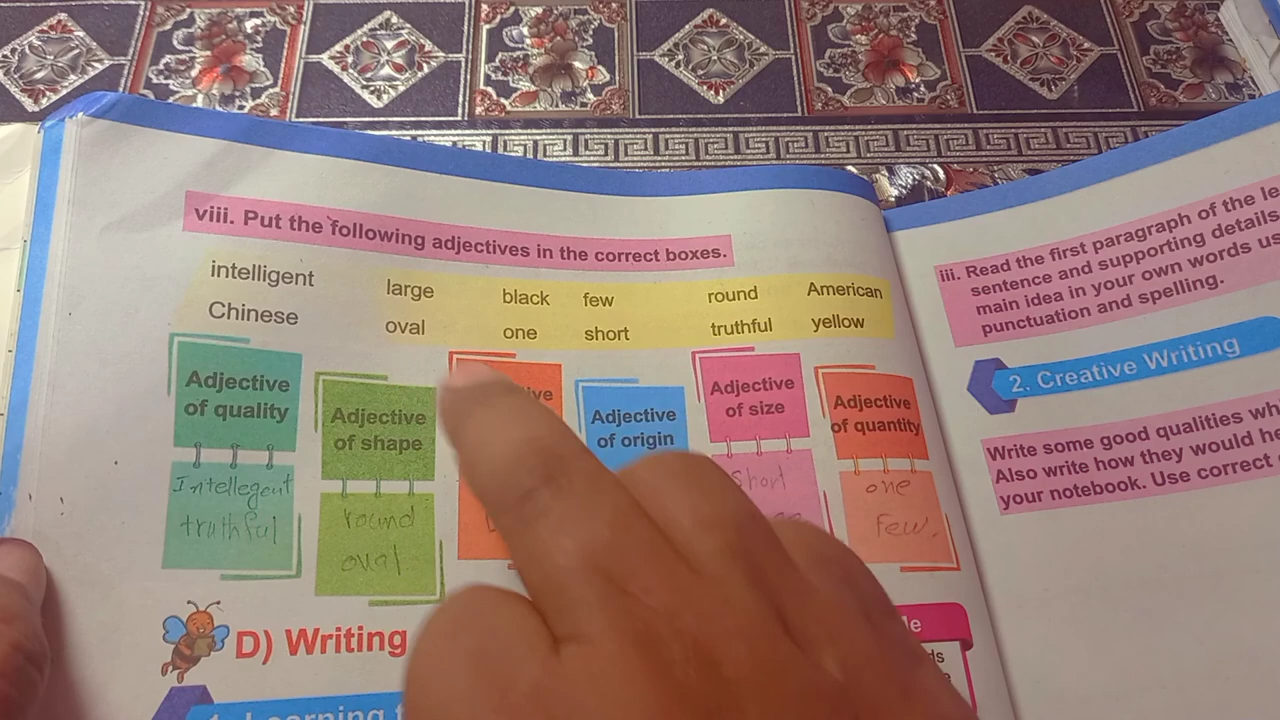 viii. Put the following adjectives in the correct boxes.
intelligent large black few round American
Chinese oval one short truthful yellow
Adjective
of quality
Intellegent
truthful
Adjective
of shape
round
oval.
Adjective
of origin
Adjective
of size
short
Adjective
of quantity
one
Few.
D) Writing
iii. Read the first paragraph of the
sentence and supporting details
main idea in your own words
punctuation and spelling.
2. Creative Writing
Write some good qualities
Also write how they would
your notebook. Use correct